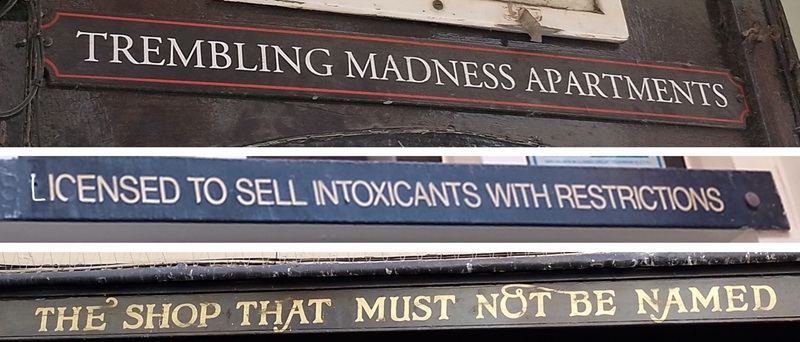 TREMBLING MADNESS APARTMENTS
LICENSED TO SELL INTOXICANTS WITH RESTRICTIONS
THE SHOP THAT MUST NOT BE NAMED